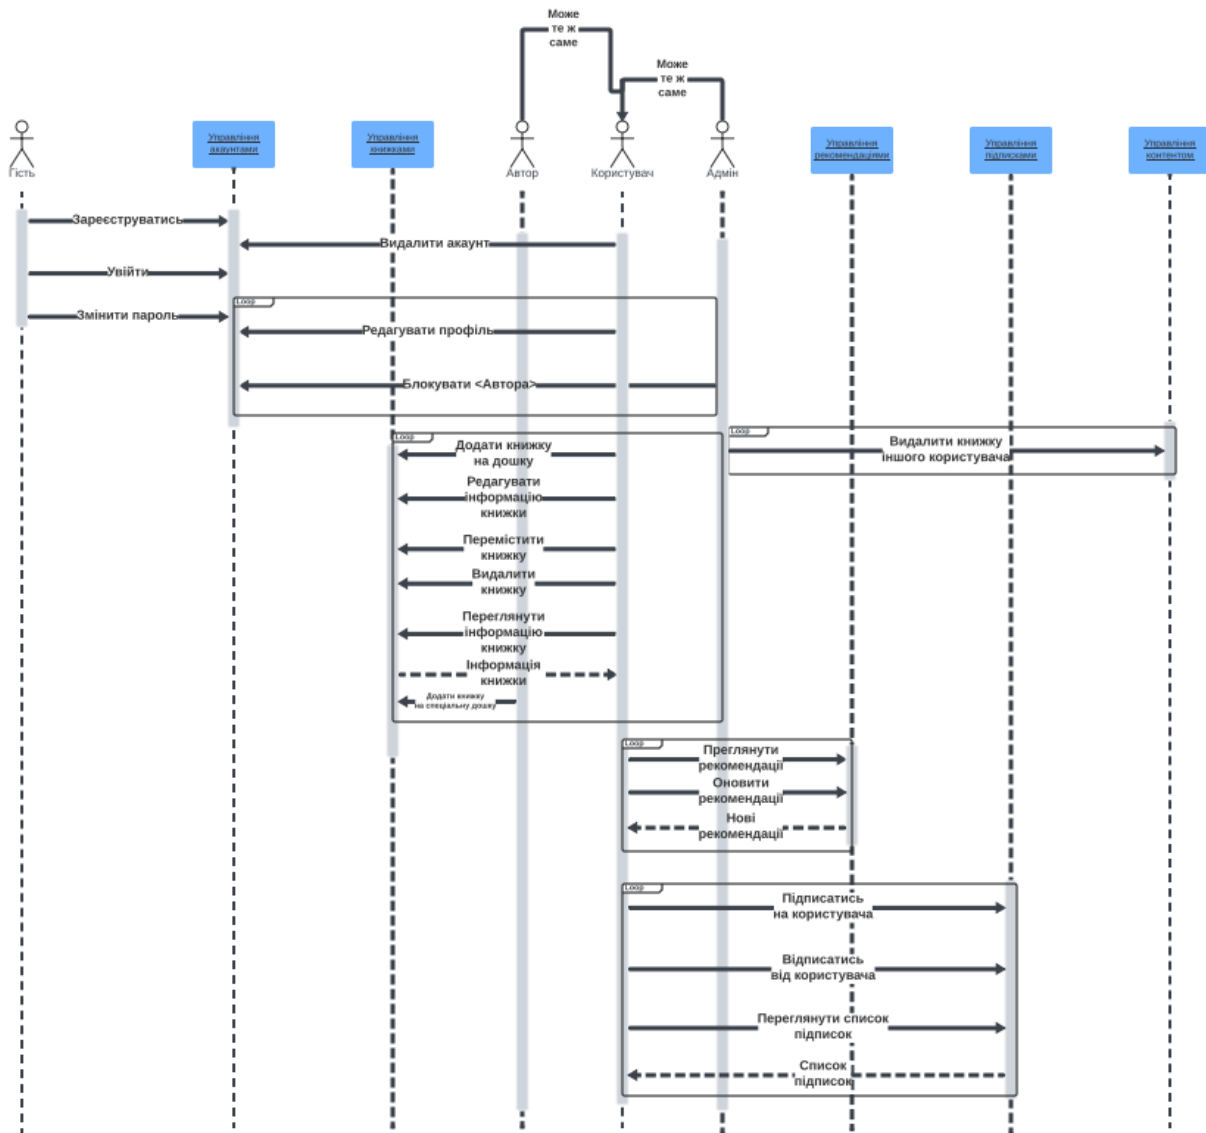 Може
те ж
саме
Може
те ж
саме
Гість
Управління
акаунтами
Управління
книжками
Автор
Користувач
Адмін
Управління
рекомендаціями
Управління
підписками
Управління
контентом
Зареєструватись
Видалити акаунт
Увійти
Loop
Змінити пароль
Редагувати профіль
Блокувати <Автора>
Loop
Видалити книжку
іншого користувача
Loop
Додати книжку
на дошку
Редагувати
інформацію
книжки
Перемістити
книжку
Видалити
книжку
Переглянути
інформацію
книжку
Інформація
книжки
Додати книжку
на спеціальну дошку
Loop
Преглянути
рекомендації
Оновити
рекомендації
Нові
рекомендації
Loop
Підписатись
на користувача
Відписатись
від користувача
Переглянути список
підписок
Список
підписок